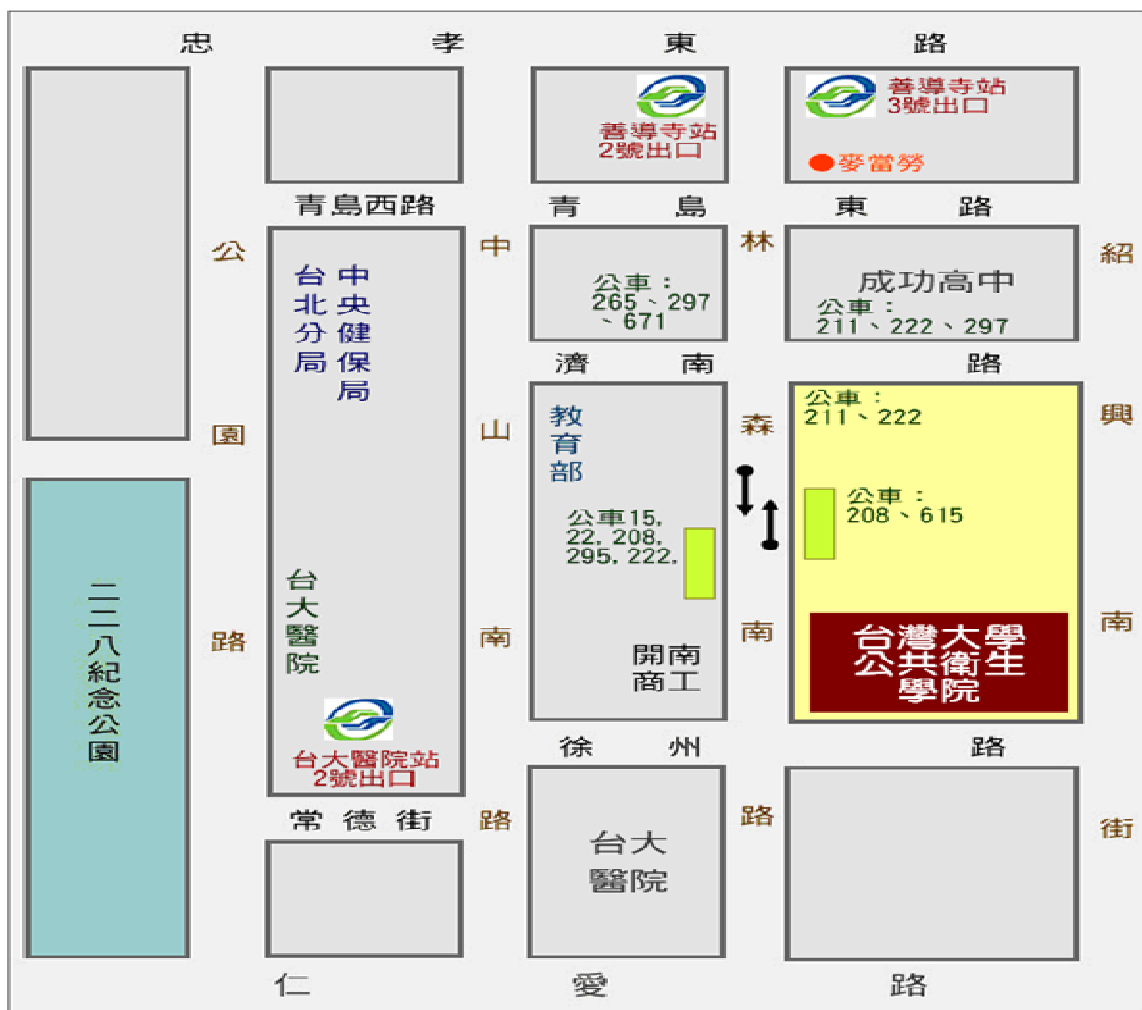 忠孝東路
善導寺站
2號出口
善導寺站
3號出口
麥當勞
青島西路
青島東路
公園路
中山南路
林森南路
紹興南街
台北分局
中央健保局
公車：
265、297
、671
成功高中
公車：
211、222、297
濟南路
教育部
公車15.
22.208.
295.222.
開南
商工
公車：
211、222
公車：
208、615
台灣大學
公共衛生
學院
二二八紀念公園
台大醫院
台大醫院站
2號出口
徐州路
常德街
台大
醫院
仁愛路